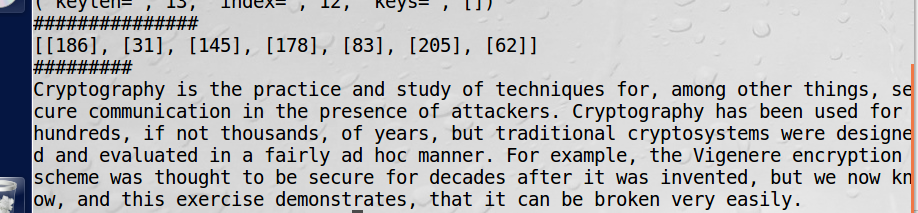 ('keylen=', 13, 'index=', 12, 'keys=', [])
###############
[[186], [31], [145], [178], [83], [205], [62]]
#########
Cryptography is the practice and study of techniques for, among other things, se
cure communication in the presence of attackers. Cryptography has been used for
hundreds, if not thousands, of years, but traditional cryptosystems were designe
d and evaluated in a fairly ad hoc manner. For example, the Vigenere encryption
scheme was thought to be secure for decades after it was invented, but we now kn
ow, and this exercise demonstrates, that it can be broken very easily.